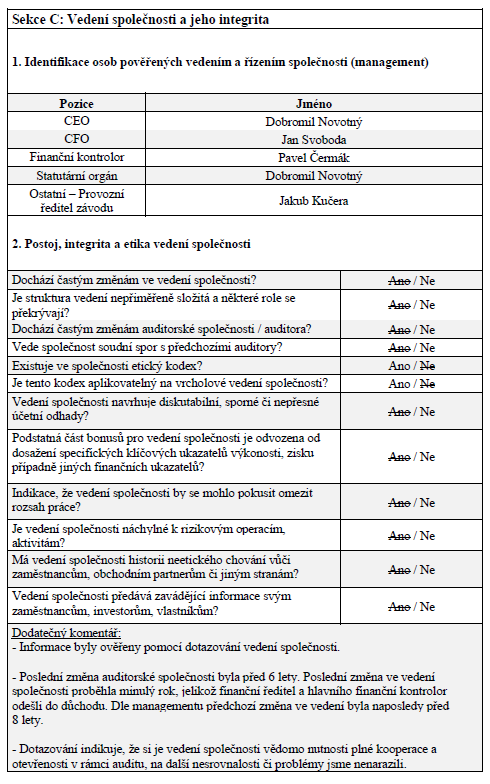 Sekce C: Vedení společnosti a jeho integrita
1. Identifikace osob pověřených vedením a řízením společnosti (management)
Pozice Jméno
CEO Dobromil Novotný
CFO Jan Svoboda
Finanční kontrolor Pavel Čermák
Statutární orgán Dobromil Novotný
Ostatní – Provozní
ředitel závodu Jakub Kučera
2. Postoj, integrita a etika vedení společnosti
Dochází častým změnám ve vedení společnosti? Ano / Ne
Je struktura vedení nepřiměřeně složitá a některé role se
překrývají? Ano / Ne
Dochází častým změnám auditorské společnosti / auditora? Ano / Ne
Vede společnost soudní spor s předchozími auditory? Ano / Ne
Existuje ve společnosti etický kodex? Ano / Ne
Je tento kodex aplikovatelný na vrcholové vedení společnosti? Ano / Ne
Vedení společnosti navrhuje diskutabilní, sporné či nepřesné
účetní odhady? Ano / Ne
Podstatná část bonusů pro vedení společnosti je odvozena od
dosažení specifických klíčových ukazatelů výkonosti, zisku
případně jiných finančních ukazatelů? Ano / Ne
Indikace, že vedení společnosti by se mohlo pokusit omezit
rozsah práce? Ano / Ne
Je vedení společnosti náchylné k rizikovým operacím,
aktivitám? Ano / Ne
Má vedení společnosti historii neetického chování vůči
zaměstnancům, obchodním partnerům či jiným stranám? Ano / Ne
Vedení společnosti předává zavádějící informace svým
zaměstnancům, investorům, vlastníkům? Ano / Ne
Dodatečný komentář:
- Informace byly ověřeny pomocí dotazování vedení společnosti.
- Poslední změna auditorské společnosti byla před 6 lety. Poslední změna ve vedení
společnosti proběhla minulý rok, jelikož finanční ředitel a hlavního finanční kontrolor
odešli do důchodu. Dle managementu předchozí změna ve vedení byla naposledy před
8 lety.
- Dotazování indikuje, že si je vedení společnosti vědomo nutnosti plné kooperace a
otevřenosti v rámci auditu, na další nesrovnalosti či problémy jsme nenarazili.